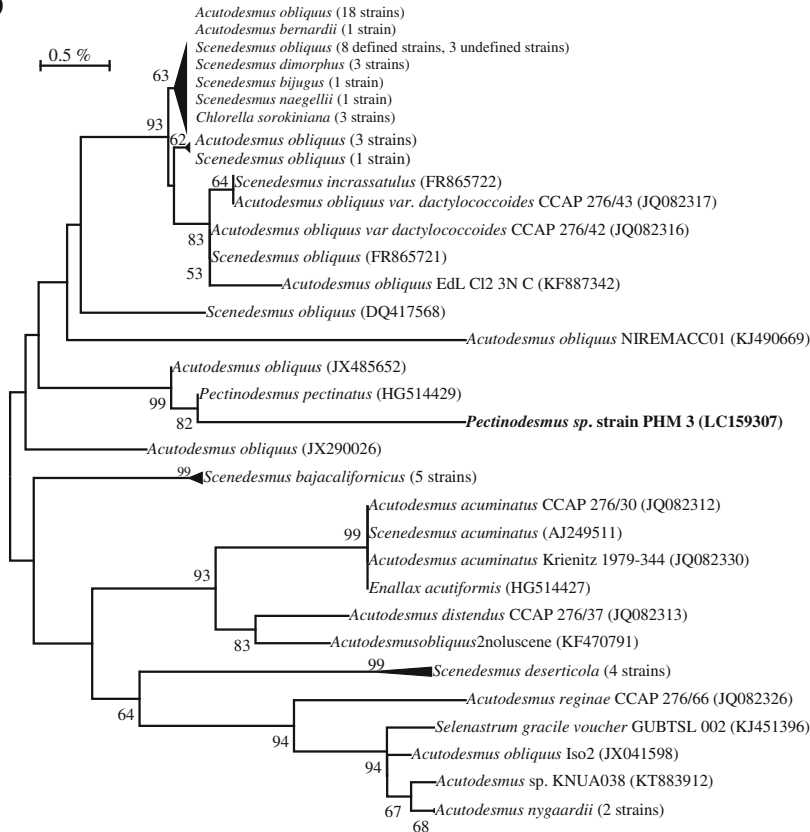 )
Acutodesmus obliquus (18 strains)
Acutodesmus bernardii (1 strain)
Scenedesmus obliquus (8 defined strains, 3 undefined strains)
0.5 %
Scenedesmus dimorphus (3 strains)
63
Scenedesmus bijugus (1 strain)
Scenedesmus naegellii (1 strain)
Chlorella sorokiniana (3 strains)
93
62
Acutodesmus obliquus (3 strains)
Scenedesmus obliquus (1 strain)
64
Scenedesmus incrassatulus (FR865722)
Acutodesmus obliquus var. dactylococcoides CCAP 276/43 (JQ082317)
Acutodesmus obliquus var dactylococcoides CCAP 276/42 (JQ082316)
83
Scenedesmus obliquus (FR865721)
53
Acutodesmus obliquus EdL Cl2 3N C (KF887342)
Scenedesmus obliquus (DQ417568)
Acutodesmus obliquus NIREMACC01 (KJ490669)
Acutodesmus obliquus (JX485652)
Pectinodesmus pectinatus (HG514429)
99
82
Pectinodesmus sp. strain PHM 3 (LC159307)
Acutodesmus obliquus (JX290026)
99
Scenedesmus bajacalifornicus (5 strains)
Acutodesmus acuminatus CCAP 276/30 (JQ082312)
99
Scenedesmus acuminatus (AJ249511)
Acutodesmus acuminatus Krienitz 1979-344 (JQ082330)
93
Enallax acutiformis (HG514427)
Acutodesmus distendus CCAP 276/37 (JQ082313)
83
Acutodesmusobliquus2noluscene (KF470791)
99
Scenedesmus deserticola (4 strains)
Acutodesmus reginae CCAP 276/66 (JQ082326)
64
Selenastrum gracile voucher GUBTSL 002 (KJ451396)
94
Acutodesmus obliquus Iso2 (JX041598)
94
Acutodesmus sp. KNUA038 (KT883912)
67
Acutodesmus nygaardii (2 strains)
68